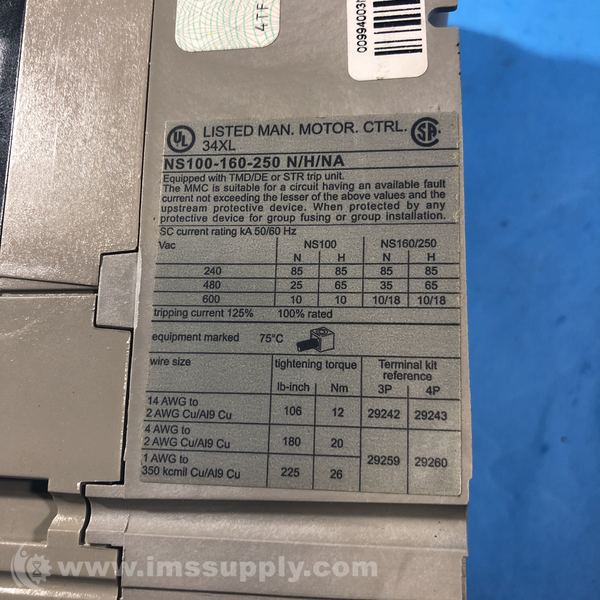 4TF
00994003
UL LISTED MAN. MOTOR. CTRL. SA
34XL
NS100-160-250 N/H/NA
Equipped with TMD/DE or STR trip unit.
The MMC is suitable for a circuit having an available fault
current not exceeding the lesser of the above values and the
upstream protective device. When protected by any
protective device for group fusing or group installation.
SC current rating kA 50/60 Hz
Vac NS100 NS160/250
N H N H
240 85 85 85 85
480 25 65 35 65
600 10 10 10/18 10/18
tripping current 125% 100% rated
equipment marked 75°C
wire size tightening torque Terminal kit
reference
lb-inch Nm 3P 4P
14 AWG to
2 AWG Cu/Al9 Cu 106 12 29242 29243
4 AWG to
2 AWG Cu/Al9 Cu 180 20
29259 29260
1 AWG to
350 kcmil Cu/Al9 Cu 225 26
www.imssupply.com